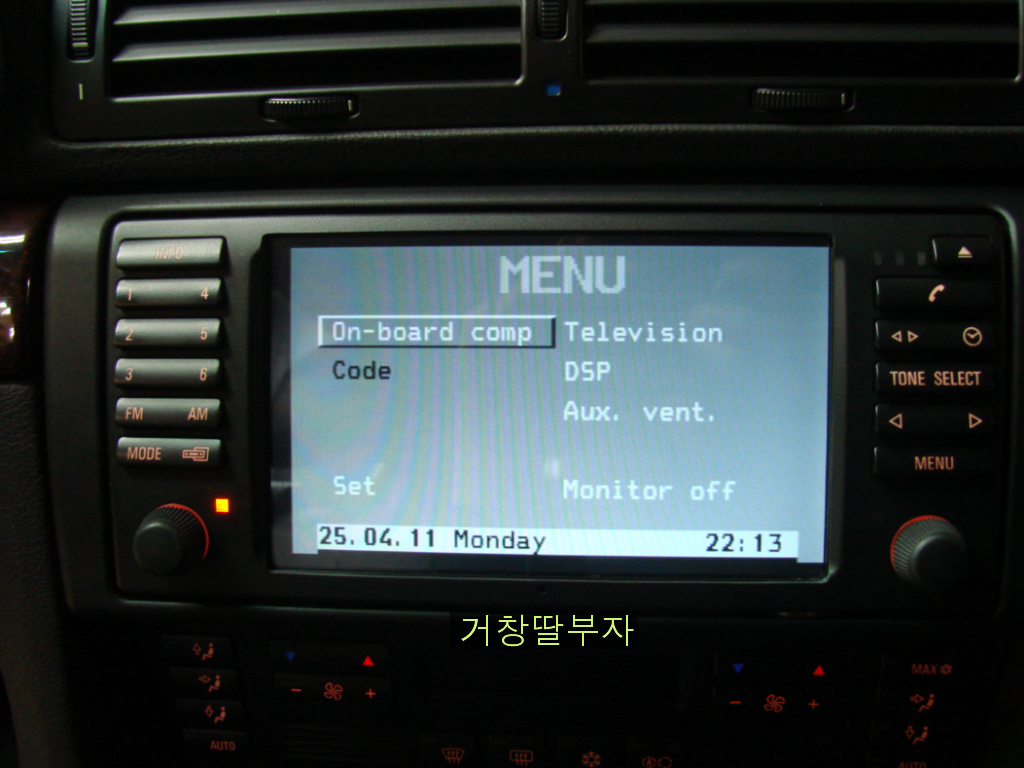 MENU
On-board comp Television
Code DSP
Aux. vent.
Set Monitor off
25.04.11 Monday 22:13
INFO
1 4
2 5
3 6
FM AM
MODE
TONE SELECT
MENU
거창딸부자
MAX
AUTO
AUTO